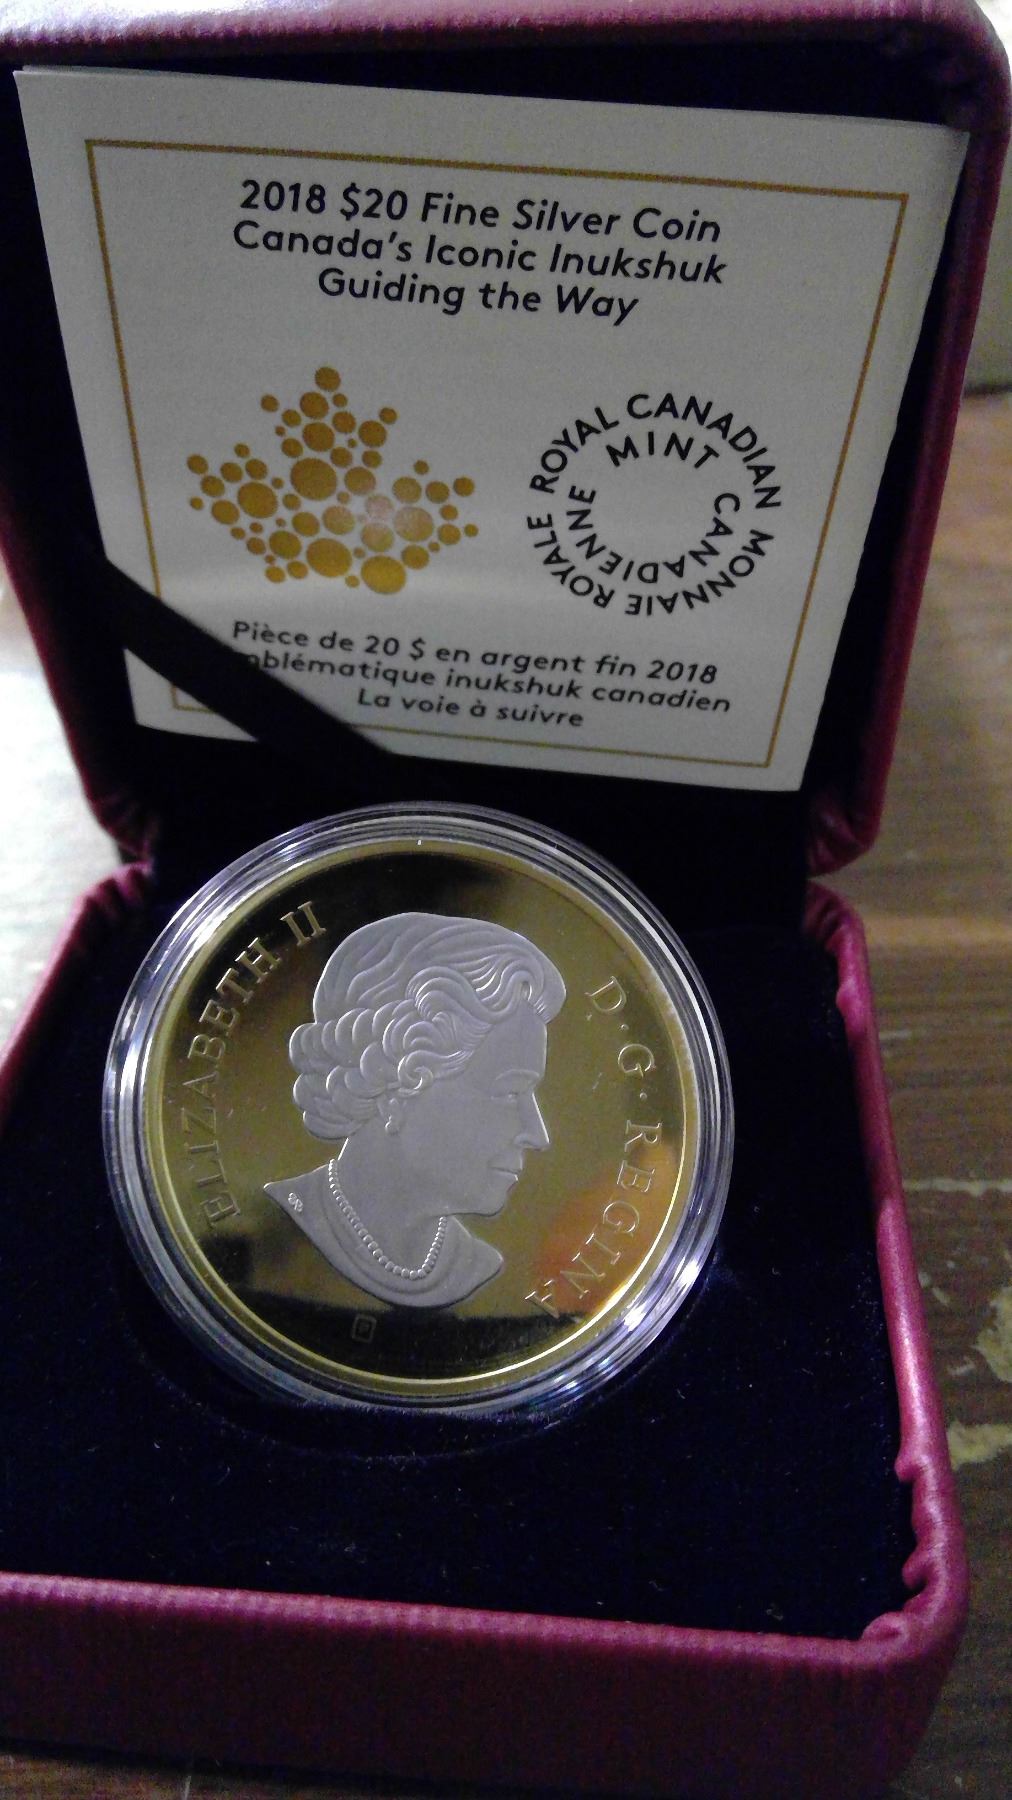 2018 $20 Fine Silver Coin
Canada's Iconic Inukshuk
Guiding the Way
ROYAL CANADIAN MINT
MONNAIE ROYALE CANADIENNE
Pièce de 20 $ en argent fin 2018
inukshuk canadien
La voie à suivre
ELIZABETH II
D·G·REGINA